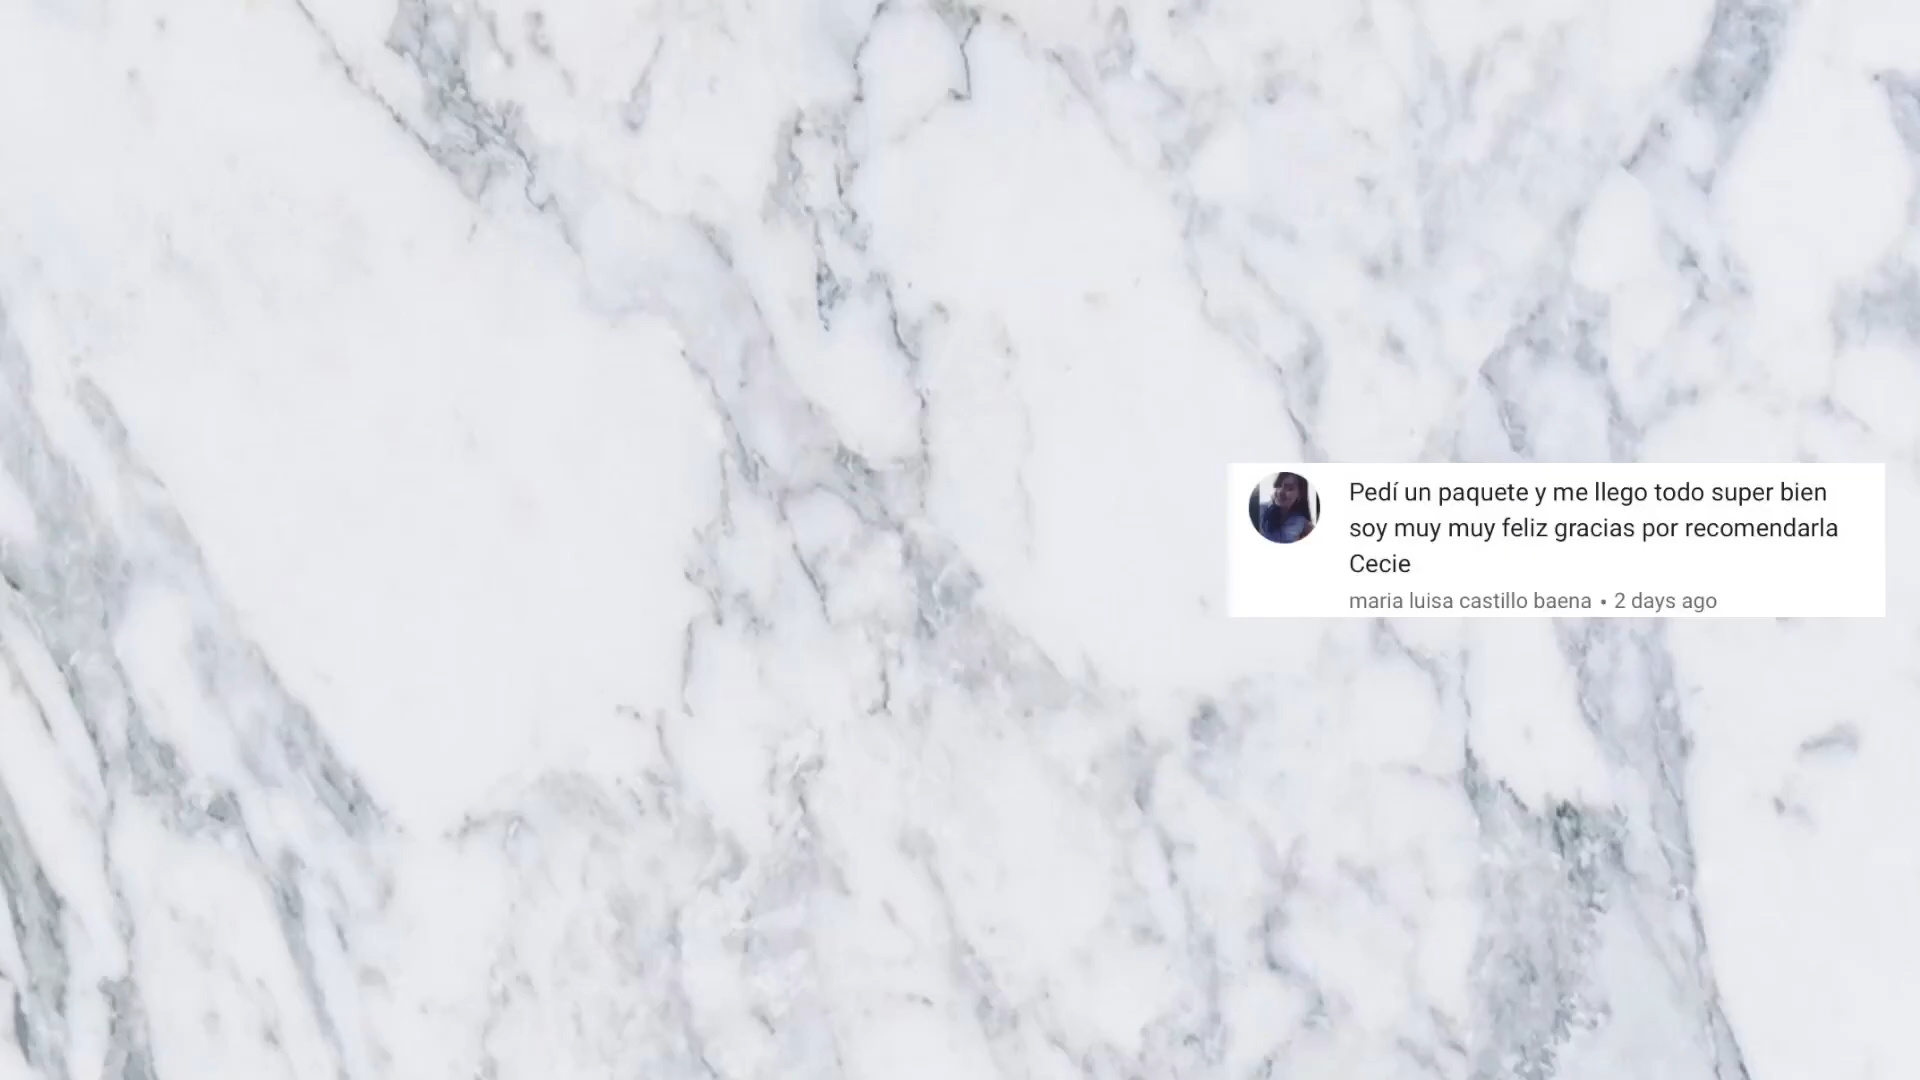 Pedí un paquete y me llego todo super bien
soy muy muy feliz gracias por recomendarla
Cecie
maria luisa castillo baena • 2 days ago